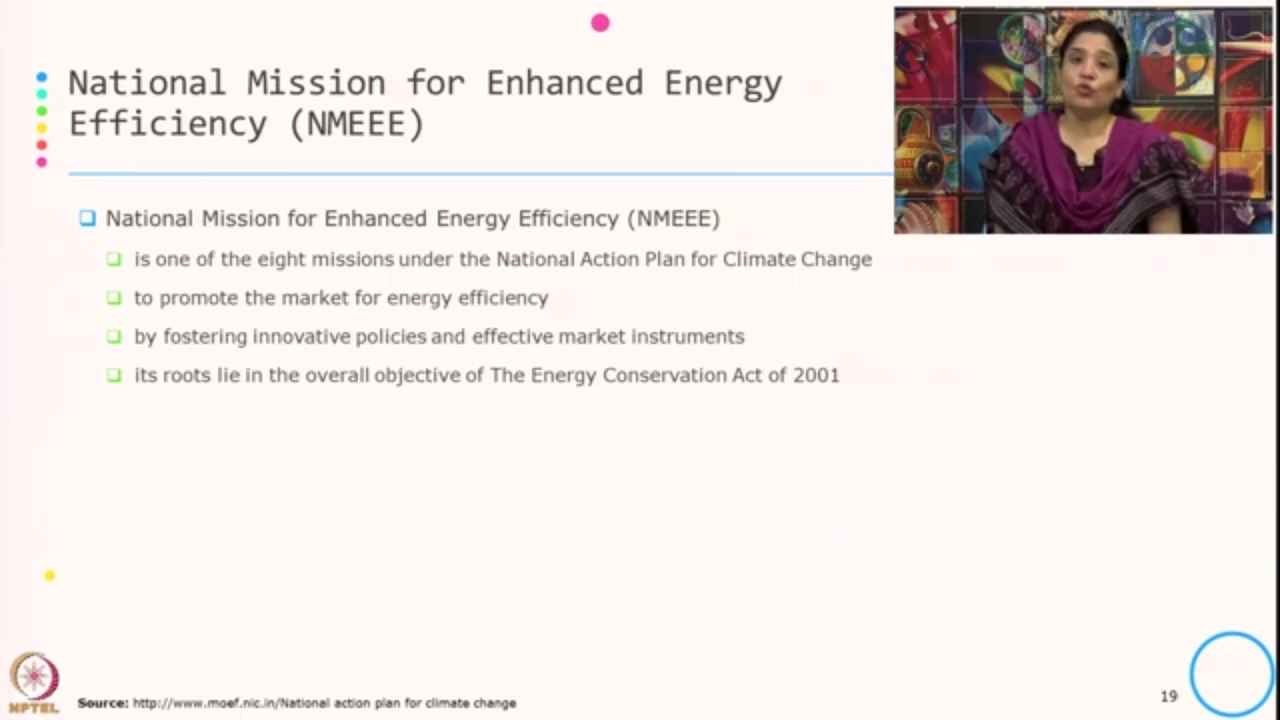 National Mission for Enhanced Energy
Efficiency (NMEEE)
National Mission for Enhanced Energy Efficiency (NMEEE)
is one of the eight missions under the National Action Plan for Climate Change
to promote the market for energy efficiency
by fostering innovative policies and effective market instruments
its roots lie in the overall objective of The Energy Conservation Act of 2001
NPTEL
Source: http://www.moef.nic.in/National action plan for climate change
19